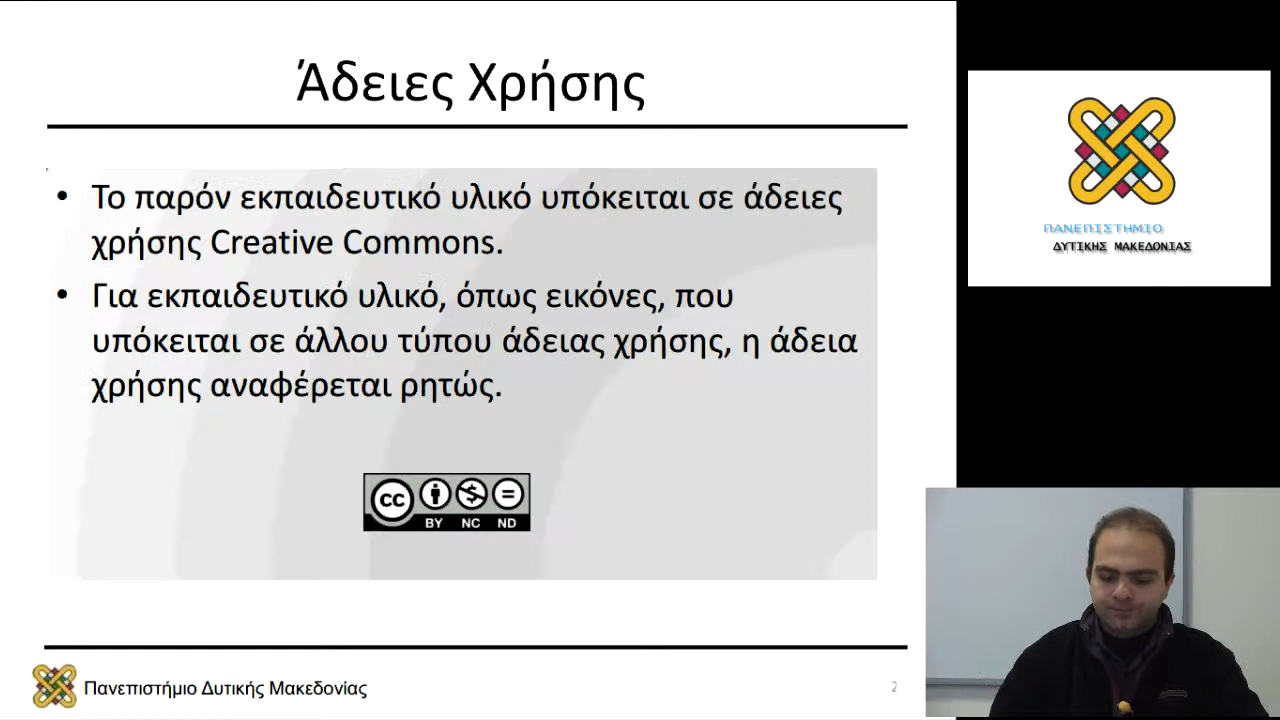 Άδειες Χρήσης
• Το παρόν εκπαιδευτικό υλικό υπόκειται σε άδειες
χρήσης Creative Commons.
• Για εκπαιδευτικό υλικό, όπως εικόνες, που
υπόκειται σε άλλου τύπου άδειας χρήσης, η άδεια
χρήσης αναφέρεται ρητώς.
cc
BY NC ND
Πανεπιστήμιο Δυτικής Μακεδονίας
2
ΠΑΝΕΠΙΣΤΗΜΙΟ
ΔΥΤΙΚΗΣ ΜΑΚΕΔΟΝΙΑΣ